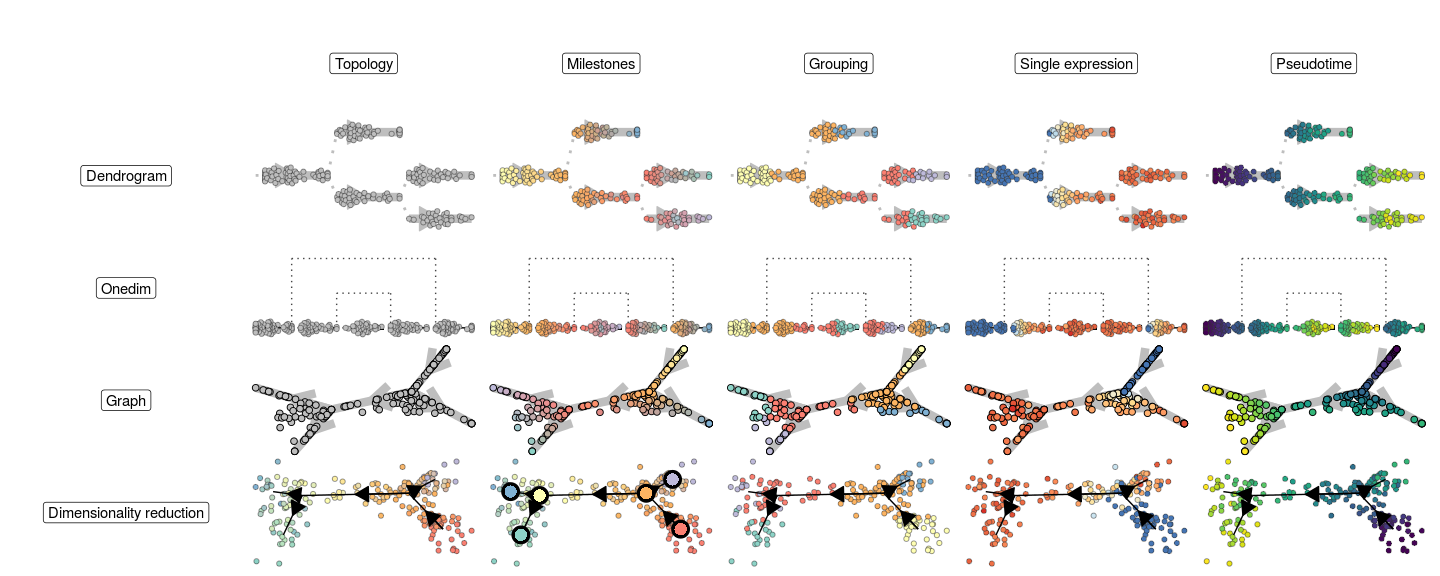 Topology
Milestones
Grouping
Single expression
Pseudotime
Dendrogram
Onedim
Graph
Dimensionality reduction